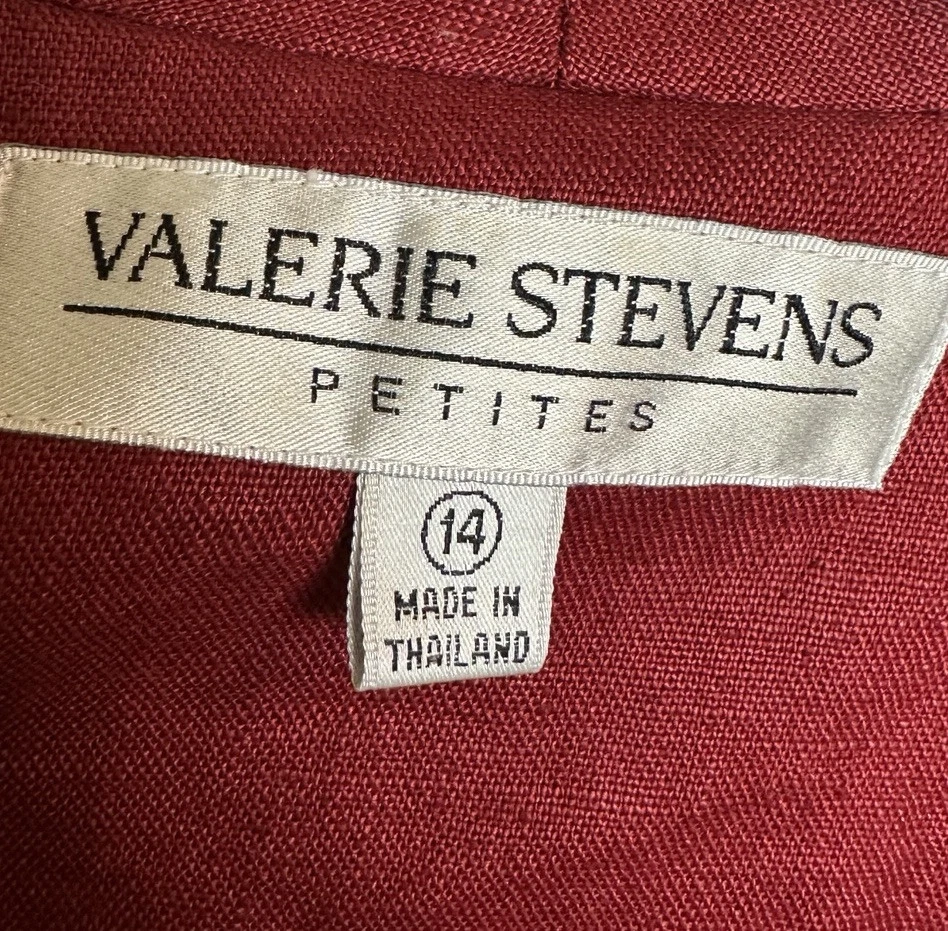 VALERIE STEVENS
PETITES
14
MADE IN
THAILAND